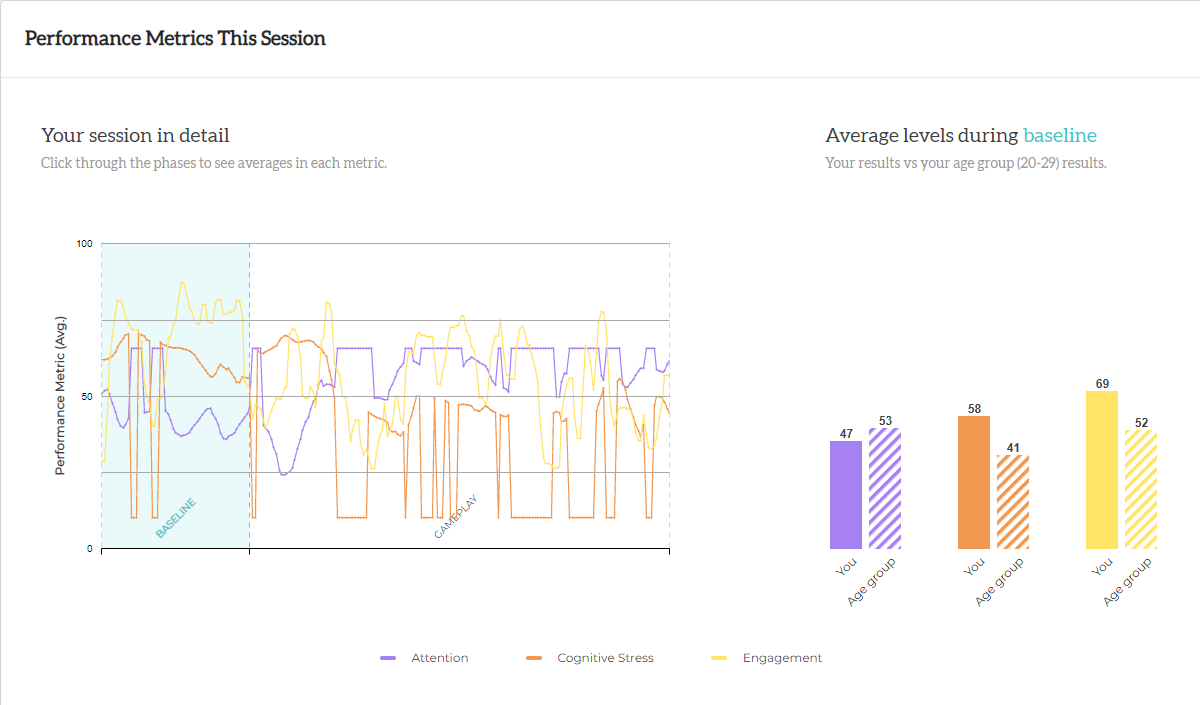 Performance Metrics This Session
Your session in detail
Click through the phases to see averages in each metric.
Average levels during baseline
Your results vs your age group (20-29) results.
100
50
0
Performance Metric (Avg.)
BASELINE
GAMEPLAY
47
53
58
41
69
52
You
Age group
You
Age group
You
Age group
Attention
Cognitive Stress
Engagement